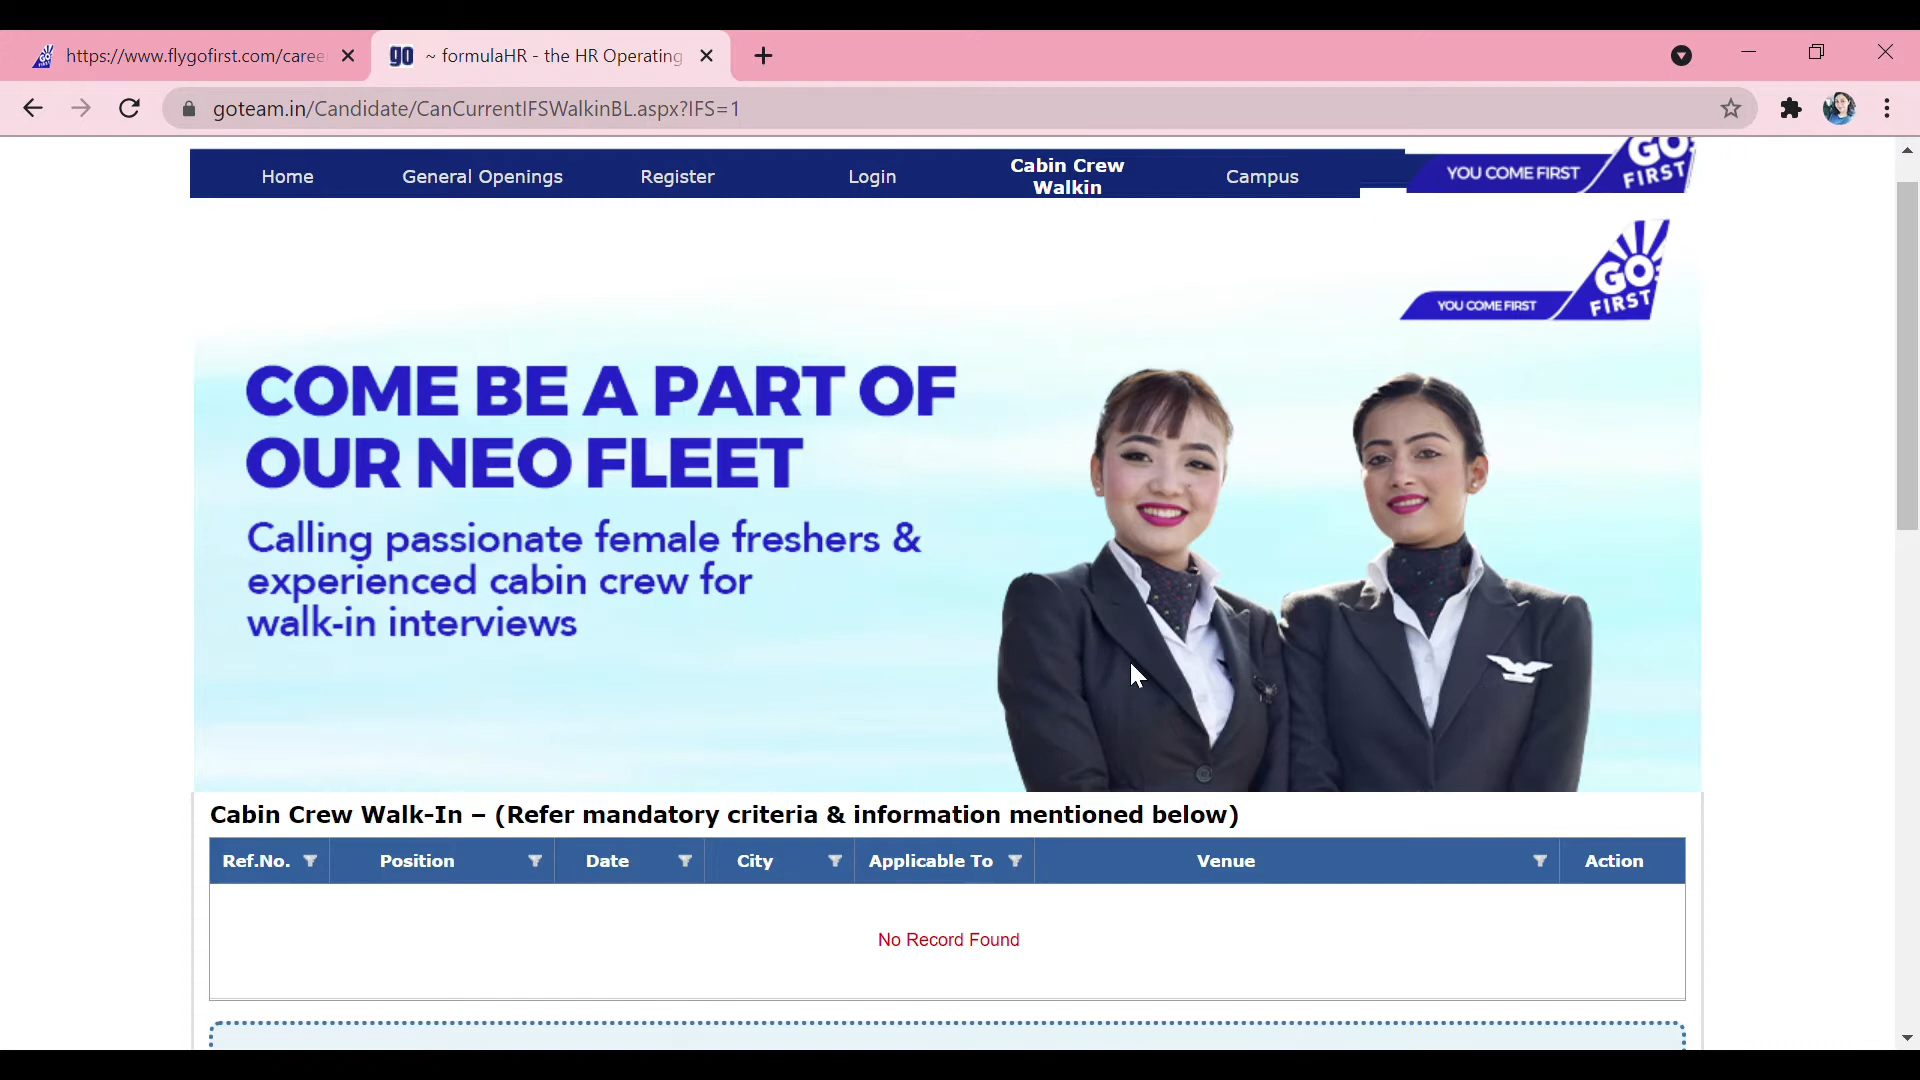 https://www.flygofirst.com/caree
go ~ formulaHR - the HR Operating
goteam.in/Candidate/CanCurrentIFSWalkinBL.aspx?IFS=1
Home
General Openings
Register
Login
Cabin Crew
Walkin
Campus
YOU COME FIRST
GO
FIRST
YOU COME FIRST
GO
FIRST
COME BE A PART OF
OUR NEO FLEET
Calling passionate female freshers &
experienced cabin crew for
walk-in interviews
Cabin Crew Walk-In – (Refer mandatory criteria & information mentioned below)
Ref.No.
Position
Date
City
Applicable To
Venue
Action
No Record Found